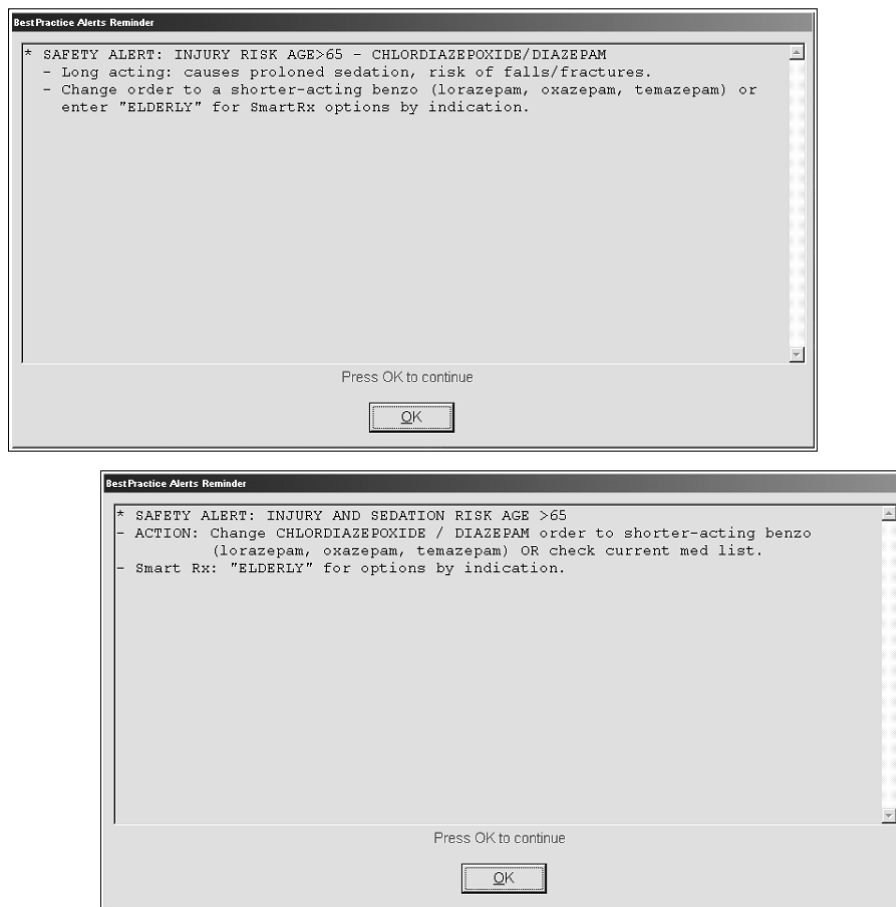 BestPractice Alerts Reminder
* SAFETY ALERT: INJURY RISK AGE>65 - CHLORDIAZEPOXIDE/DIAZEPAM
- Long acting: causes proloned sedation, risk of falls/fractures.
- Change order to a shorter-acting benzo (lorazepam, oxazepam, temazepam) or
enter "ELDERLY" for SmartRx options by indication.
Press OK to continue
OK
BestPractice Alerts Reminder
* SAFETY ALERT: INJURY AND SEDATION RISK AGE >65
- ACTION: Change CHLORDIAZEPOXIDE / DIAZEPAM order to shorter-acting benzo
(lorazepam, oxazepam, temazepam) OR check current med list.
- Smart Rx: "ELDERLY" for options by indication.
Press OK to continue
OK